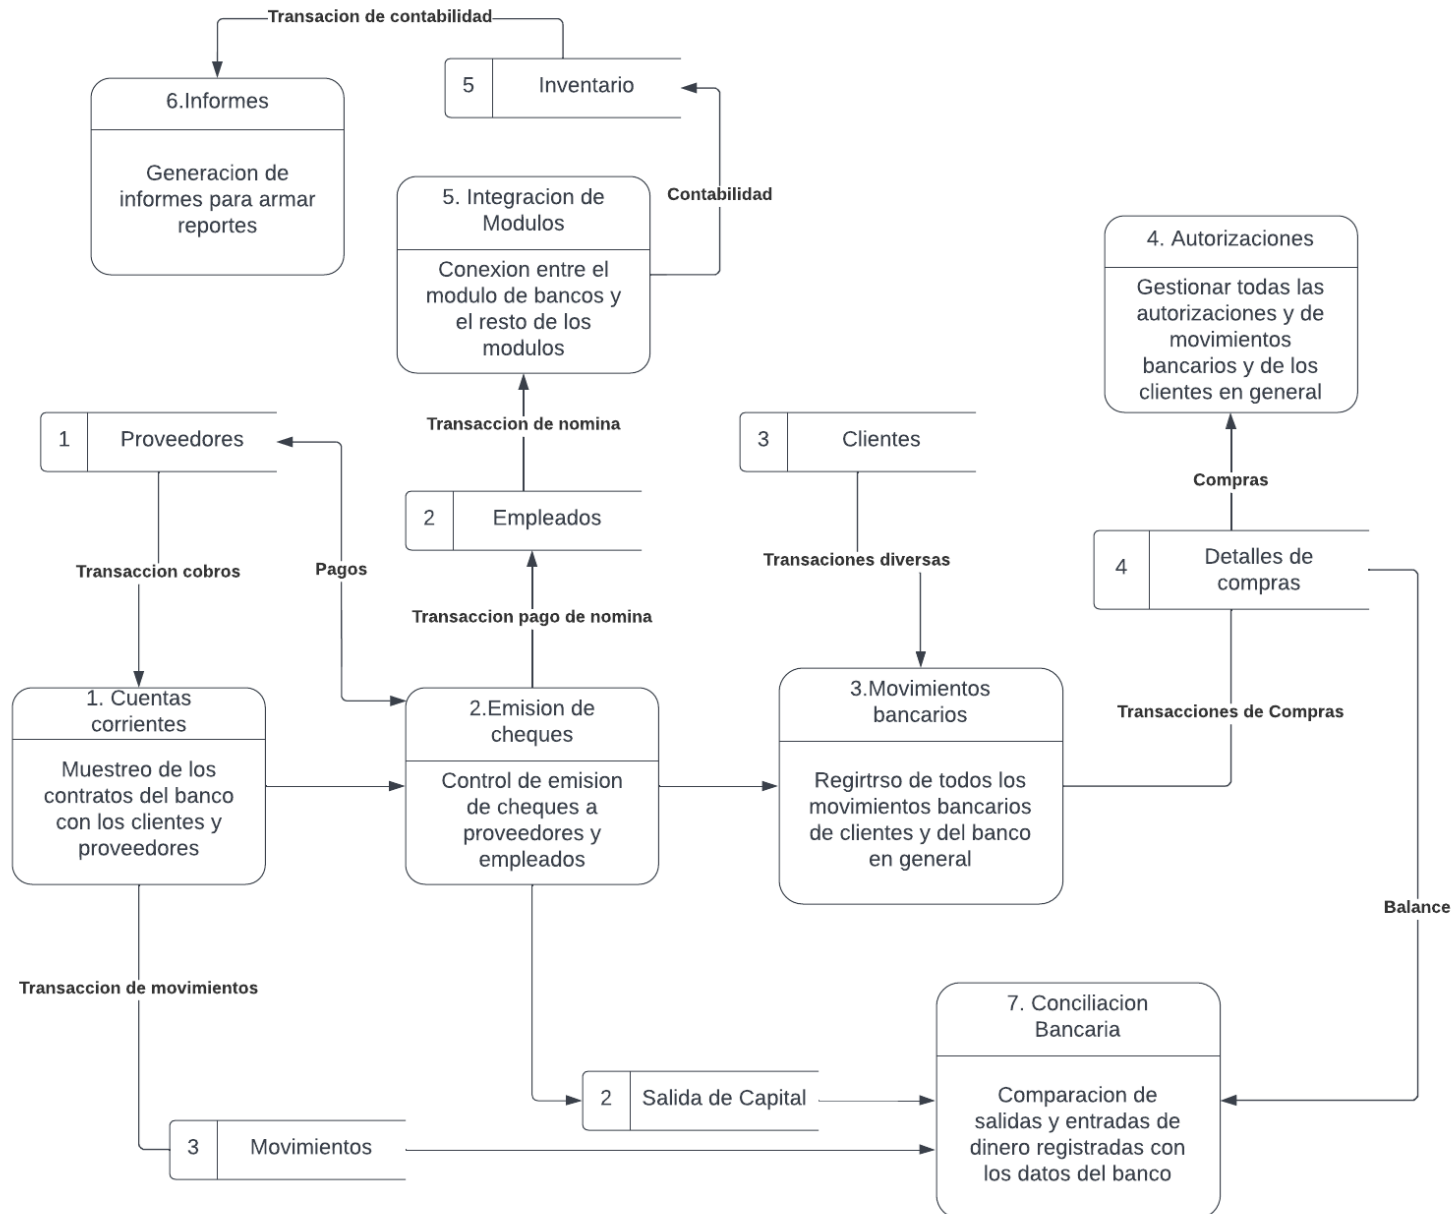 Transacion de contabilidad
5
Inventario
6.Informes
Generacion de
informes para armar
reportes
5. Integracion de
Modulos
Conexion entre el
modulo de bancos y
el resto de los
modulos
Contabilidad
4. Autorizaciones
Gestionar todas las
autorizaciones y de
movimientos
bancarios y de los
clientes en general
Transaccion de nomina
1
Proveedores
3
Clientes
Compras
2
Empleados
Transaccion cobros
Pagos
Transaciones diversas
4
Detalles de
compras
Transaccion pago de nomina
1. Cuentas
corrientes
Muestreo de los
contratos del banco
con los clientes y
proveedores
2.Emision de
cheques
Control de emision
de cheques a
proveedores y
empleados
3.Movimientos
bancarios
Regirtrso de todos los
movimientos bancarios
de clientes y del banco
en general
Transacciones de Compras
Balance
Transaccion de movimientos
7. Conciliacion
Bancaria
Comparacion de
salidas y entradas de
dinero registradas con
los datos del banco
2
Salida de Capital
3
Movimientos